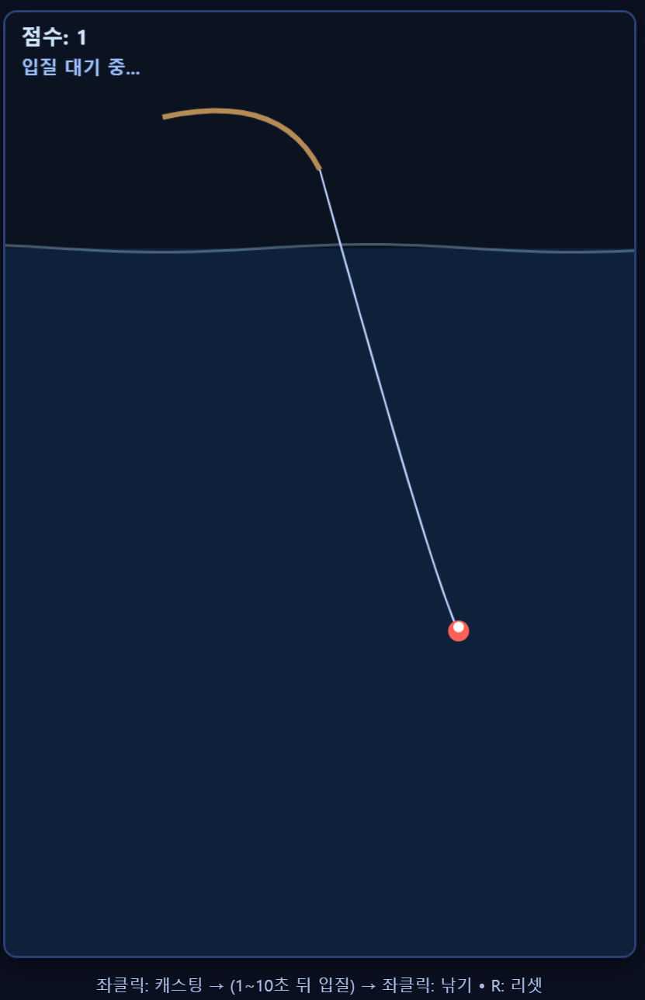 점수: 1
입질 대기 중...
좌클릭: 캐스팅 → (1~10초 뒤 입질) → 좌클릭: 낚기 • R: 리셋